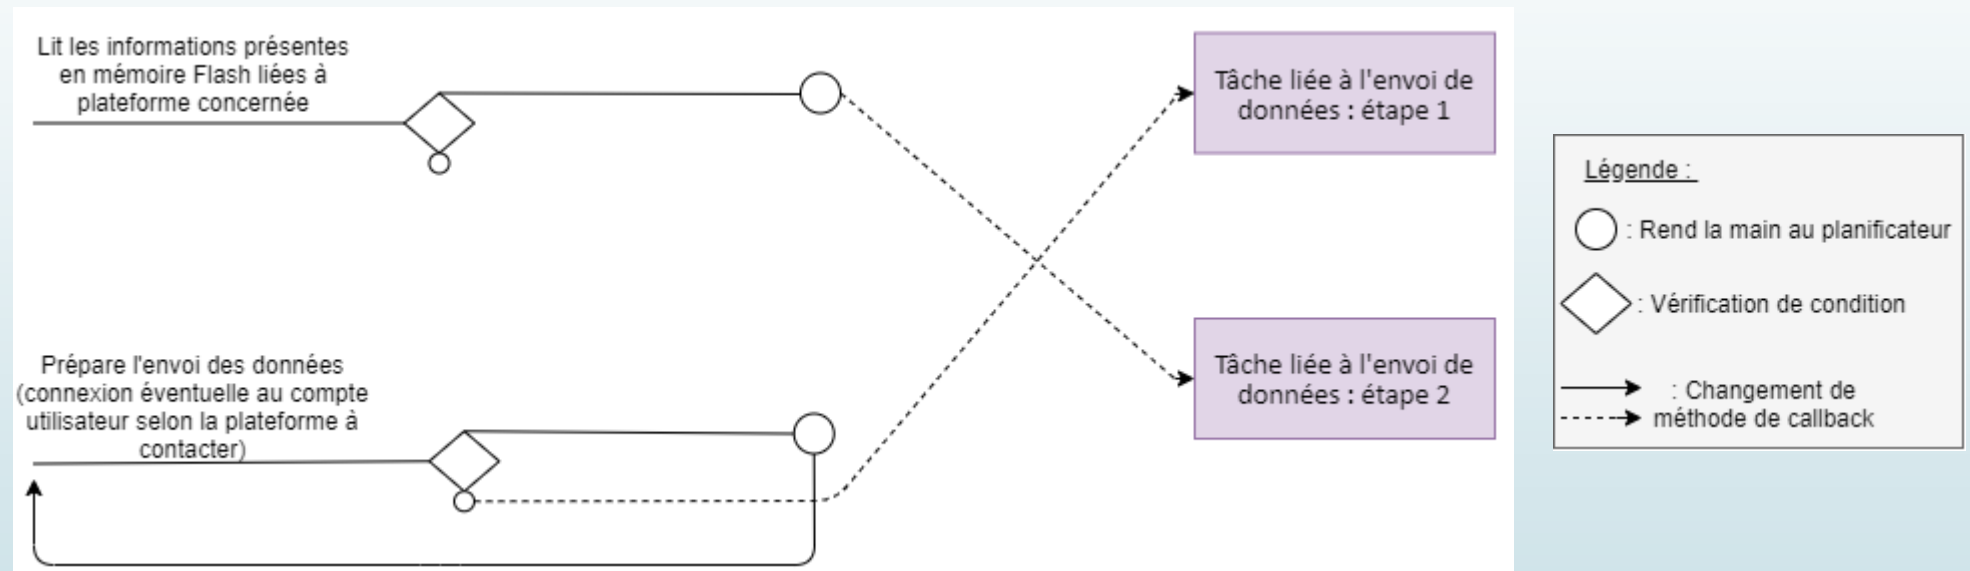 Lit les informations présentes
en mémoire Flash liées à
plateforme concernée
Tâche liée à l'envoi de
données : étape 1
Prépare l'envoi des données
(connexion éventuelle au compte
utilisateur selon la plateforme à
contacter)
Tâche liée à l'envoi de
données : étape 2
Légende :
: Rend la main au planificateur
: Vérification de condition
: Changement de
méthode de callback